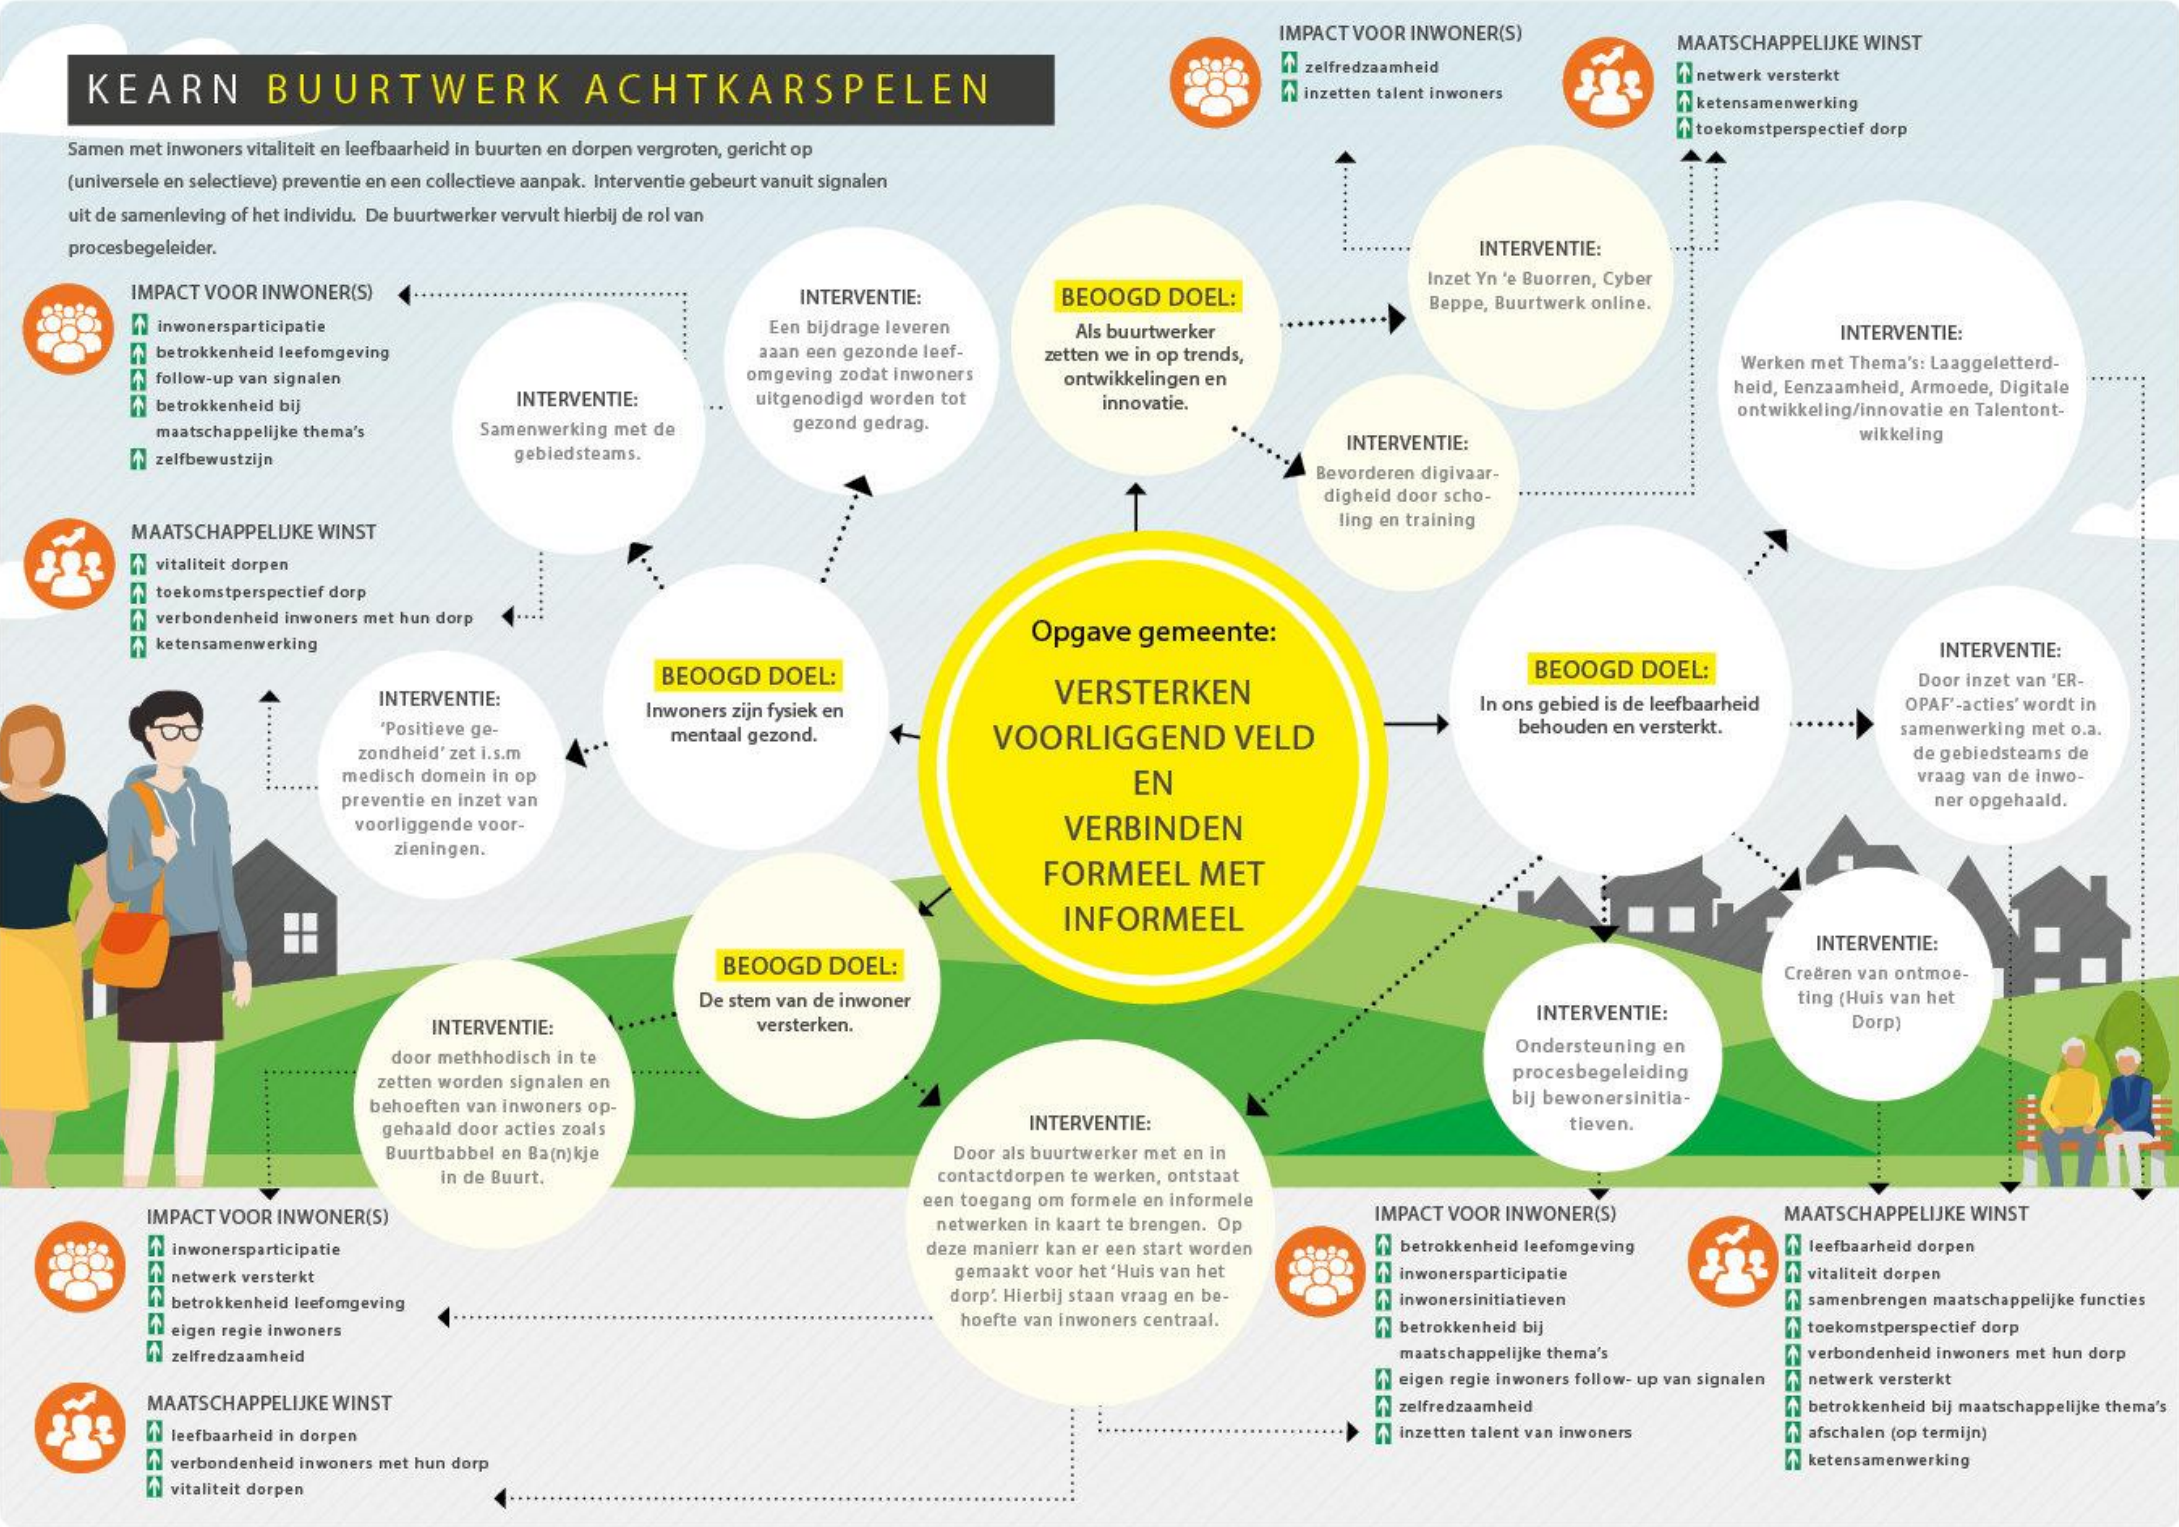 KEARN BUURTWERK ACHTKARSPELEN
Samen met inwoners vitaliteit en leefbaarheid in buurten en dorpen vergroten, gericht op
(universele en selectieve) preventie en een collectieve aanpak. Interventie gebeurt vanuit signalen
uit de samenleving of het individu. De buurtwerker vervult hierbij de rol van
procesbegeleider.
IMPACT VOOR INWONER(S)
zelfredzaamheid
inzetten talent inwoners
MAATSCHAPPELIJKE WINST
netwerk versterkt
ketensamenwerking
toekomstperspectief dorp
IMPACT VOOR INWONER(S)
inwonersparticipatie
betrokkenheid leefomgeving
follow-up van signalen
betrokkenheid bij
maatschappelijke thema's
zelfbewustzijn
MAATSCHAPPELIJKE WINST
vitaliteit dorpen
toekomstperspectief dorp
verbondenheid inwoners met hun dorp
ketensamenwerking
INTERVENTIE:
Samenwerking met de
gebiedsteams.
INTERVENTIE:
Een bijdrage leveren
aaan een gezonde leef-
omgeving zodat inwoners
uitgenodigd worden tot
gezond gedrag.
BEOOGD DOEL:
Als buurtwerker
zetten we in op trends,
ontwikkelingen en
innovatie.
INTERVENTIE:
Inzet Yn 'e Buorren, Cyber
Beppe, Buurtwerk online.
INTERVENTIE:
Bevorderen digivaar-
digheid door scho-
ling en training
INTERVENTIE:
Werken met Thema's: Laaggeletterd-
heid, Eenzaamheid, Armoede, Digitale
ontwikkeling/innovatie en Talentont-
wikkeling
INTERVENTIE:
'Positieve ge-
zondheid' zet i.s.m
medisch domein in op
preventie en inzet van
voorliggende voor-
zieningen.
BEOOGD DOEL:
Inwoners zijn fysiek en
mentaal gezond.
Opgave gemeente:
VERSTERKEN
VOORLIGGEND VELD
EN
VERBINDEN
FORMEEL MET
INFORMEEL
BEOOGD DOEL:
In ons gebied is de leefbaarheid
behouden en versterkt.
INTERVENTIE:
Door inzet van 'ER-
OPAF'-acties' wordt in
samenwerking met o.a.
de gebiedsteams de
vraag van de inwo-
ner opgehaald.
BEOOGD DOEL:
De stem van de inwoner
versterken.
INTERVENTIE:
door methhodisch in te
zetten worden signalen en
behoeften van inwoners op-
gehaald door acties zoals
Buurtbabbel en Ba(n)kje
in de Buurt.
INTERVENTIE:
Door als buurtwerker met en in
contactdorpen te werken, ontstaat
een toegang om formele en informele
netwerken in kaart te brengen. Op
deze manierr kan er een start worden
gemaakt voor het 'Huis van het
dorp'. Hierbij staan vraag en be-
hoefte van inwoners centraal.
INTERVENTIE:
Ondersteuning en
procesbegeleiding
bij bewonersinitia-
tieven.
INTERVENTIE:
Creëren van ontmoe-
ting (Huis van het
Dorp)
IMPACT VOOR INWONER(S)
inwonersparticipatie
netwerk versterkt
betrokkenheid leefomgeving
eigen regie inwoners
zelfredzaamheid
MAATSCHAPPELIJKE WINST
leefbaarheid in dorpen
verbondenheid inwoners met hun dorp
vitaliteit dorpen
IMPACT VOOR INWONER(S)
betrokkenheid leefomgeving
inwonersparticipatie
inwonersinitiatieven
betrokkenheid bij
maatschappelijke thema's
eigen regie inwoners follow- up van signalen
zelfredzaamheid
inzetten talent van inwoners
MAATSCHAPPELIJKE WINST
leefbaarheid dorpen
vitaliteit dorpen
samenbrengen maatschappelijke functies
toekomstperspectief dorp
verbondenheid inwoners met hun dorp
netwerk versterkt
betrokkenheid bij maatschappelijke thema's
afschalen (op termijn)
ketensamenwerking